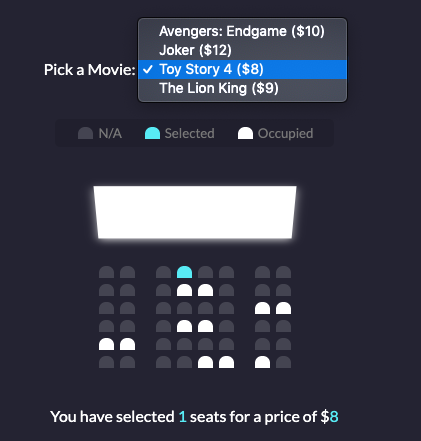 Avengers: Endgame ($10)
Joker ($12)
Pick a Movie: ✓ Toy Story 4 ($8)
The Lion King ($9)
N/A Selected Occupied
You have selected 1 seats for a price of $8